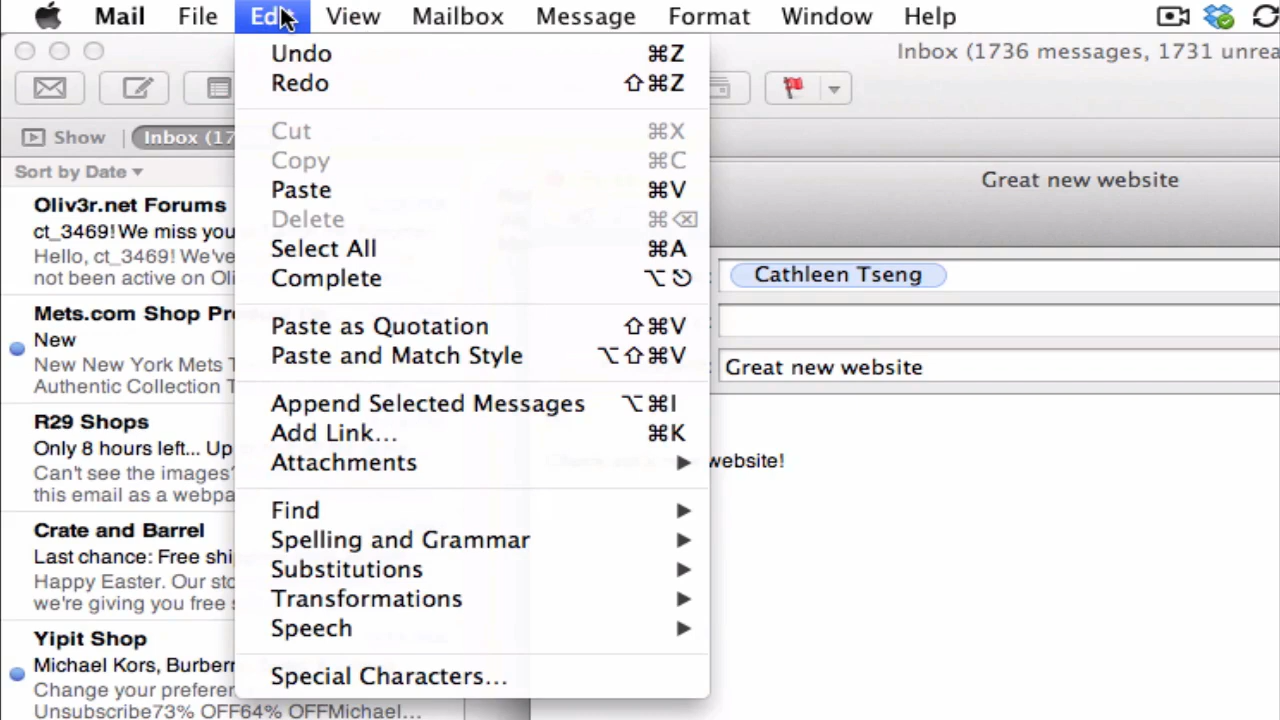 Mail File Edit View Mailbox Message Format Window Help
Inbox (1736 messages, 1731 unrea
Show Inbox (17
Sort by Date
Oliv3r.net Forums
ct_3469! We miss you
Hello, ct_3469! We've
not been active on Oli
Mets.com Shop Pr
New
New New York Mets T
Authentic Collection T
R29 Shops
Only 8 hours left... Up
Can't see the images?
this email as a webpa
Crate and Barrel
Last chance: Free shi
Happy Easter. Our sto
we're giving you free s
Yipit Shop
Michael Kors, Burberr
Change your preferer
Unsubscribe73% OFF64% OFFMichael...
Undo ⌘Z
Redo ⇧⌘Z
Cut ⌘X
Copy ⌘C
Paste ⌘V
Delete ⌘⌫
Select All ⌘A
Complete ⌥⎋
Paste as Quotation ⇧⌘V
Paste and Match Style ⌥⇧⌘V
Append Selected Messages ⌥⌘I
Add Link... ⌘K
Attachments
Find
Spelling and Grammar
Substitutions
Transformations
Speech
Special Characters...
Great new website
Cathleen Tseng
Great new website
website!